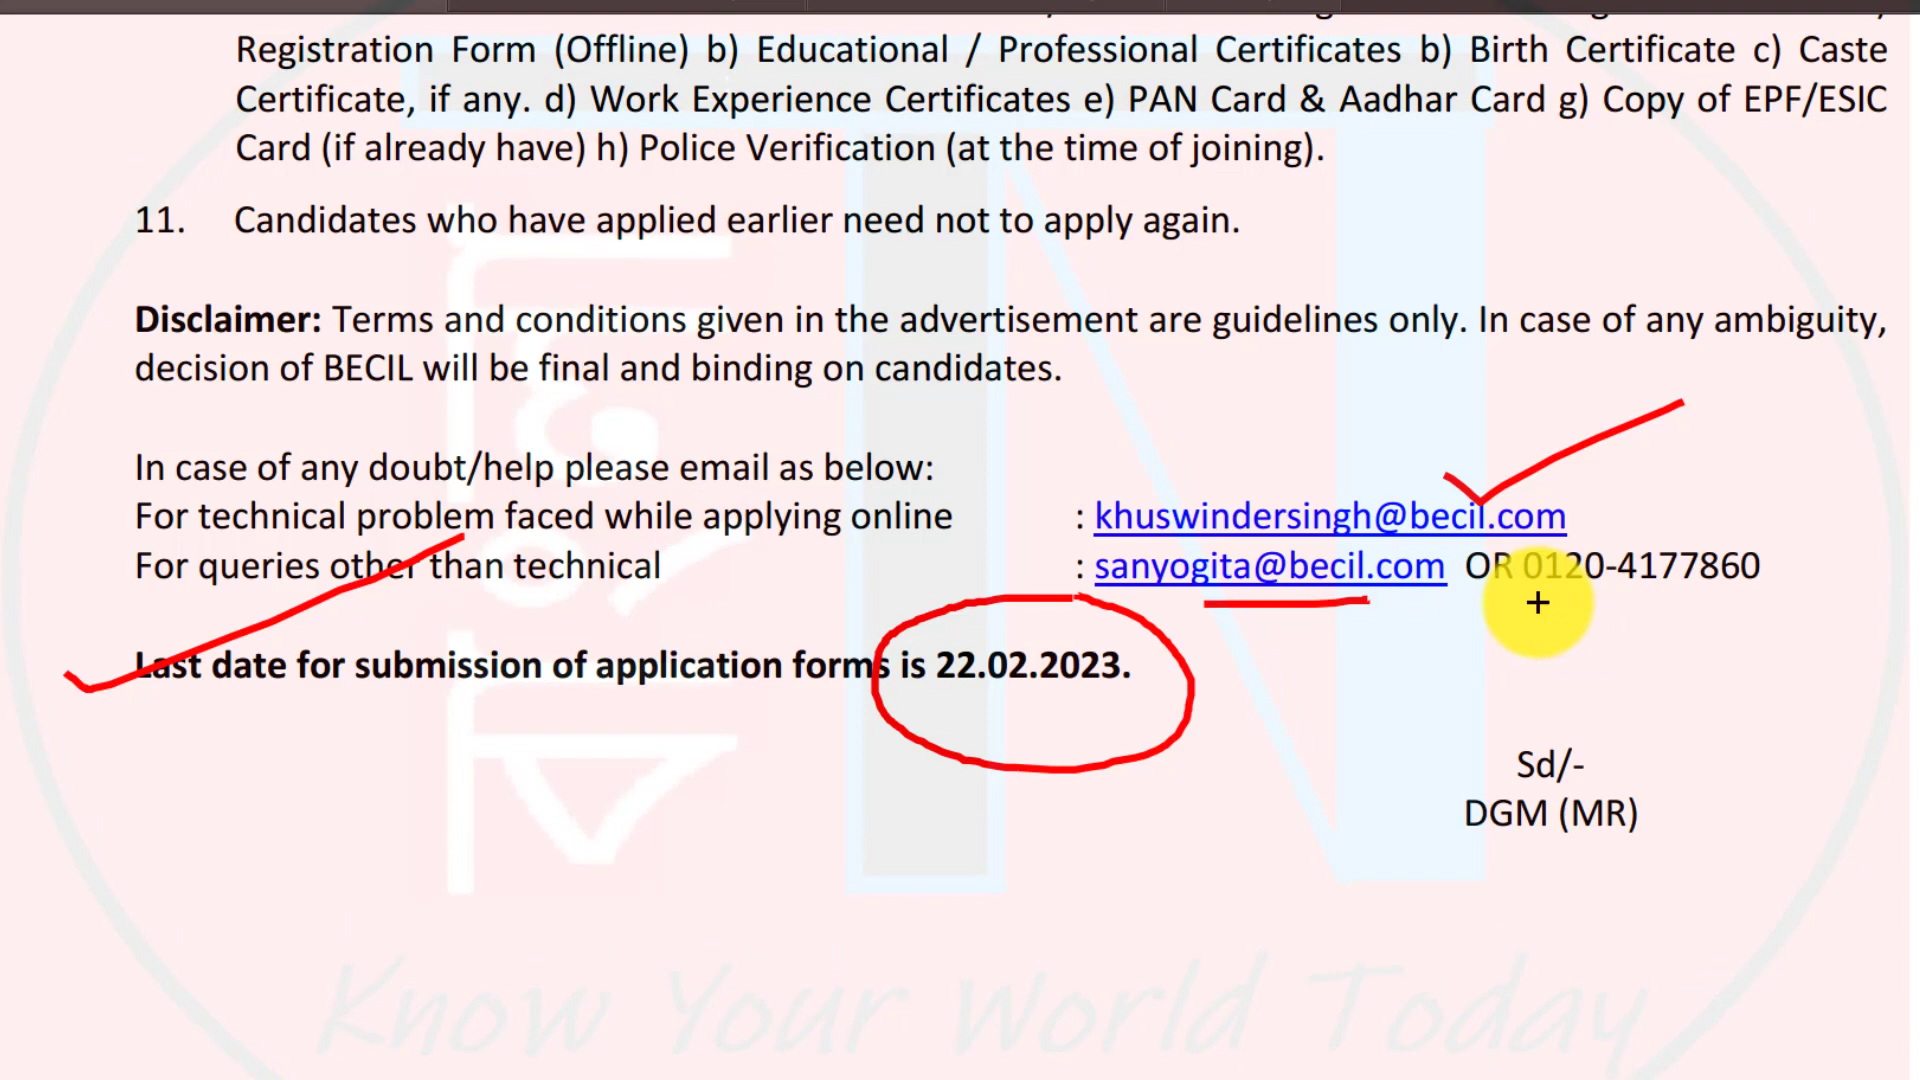 Registration Form (Offline) b) Educational / Professional Certificates b) Birth Certificate c) Caste
Certificate, if any. d) Work Experience Certificates e) PAN Card & Aadhar Card g) Copy of EPF/ESIC
Card (if already have) h) Police Verification (at the time of joining).
11. Candidates who have applied earlier need not to apply again.
Disclaimer: Terms and conditions given in the advertisement are guidelines only. In case of any ambiguity,
decision of BECIL will be final and binding on candidates.
In case of any doubt/help please email as below:
For technical problem faced while applying online : khuswindersingh@becil.com
For queries other than technical : sanyogita@becil.com OR 0120-4177860
Last date for submission of application forms is 22.02.2023.
Sd/-
DGM (MR)
Know Your World Today